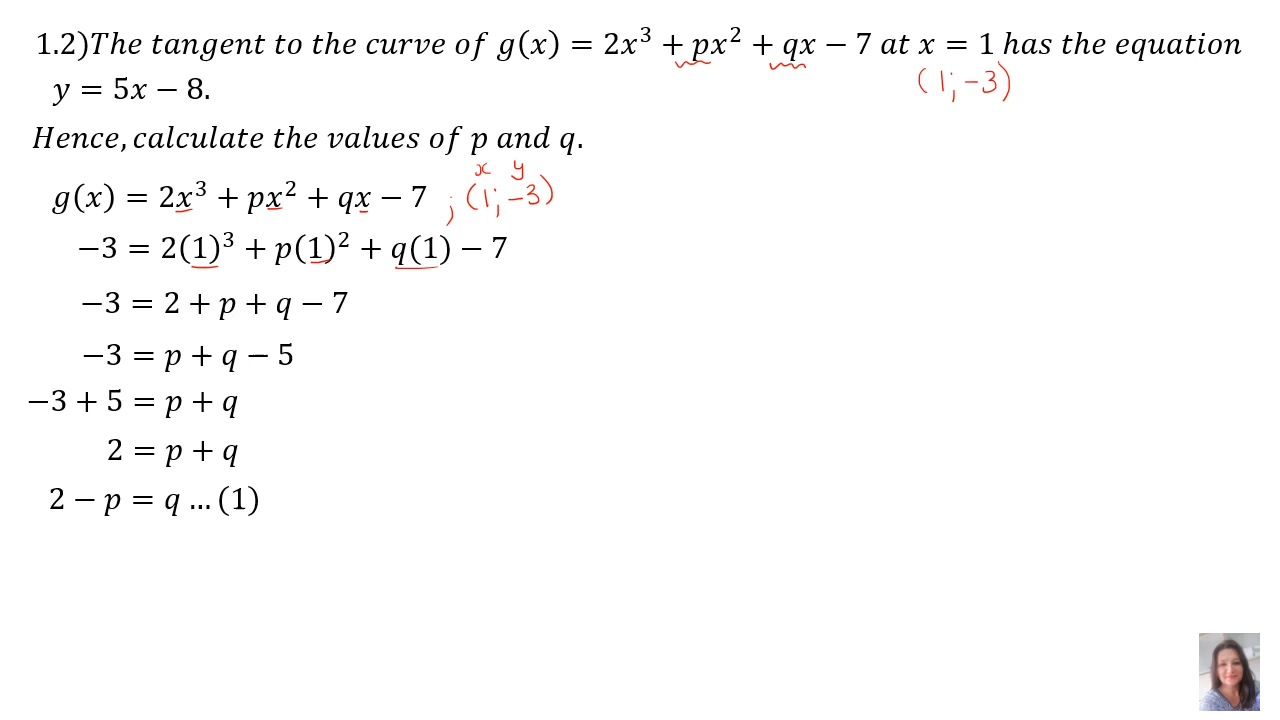 1.2)The tangent to the curve of g(x) = 2x³ + px² + qx − 7 at x = 1 has the equation
y = 5x − 8.
(1; −3)
Hence, calculate the values of p and q.
x y
g(x) = 2x³ + px² + qx − 7 ; (1; −3)
−3 = 2(1)³ + p(1)² + q(1) − 7
−3 = 2 + p + q − 7
−3 = p + q − 5
−3 + 5 = p + q
2 = p + q
2 − p = q … (1)